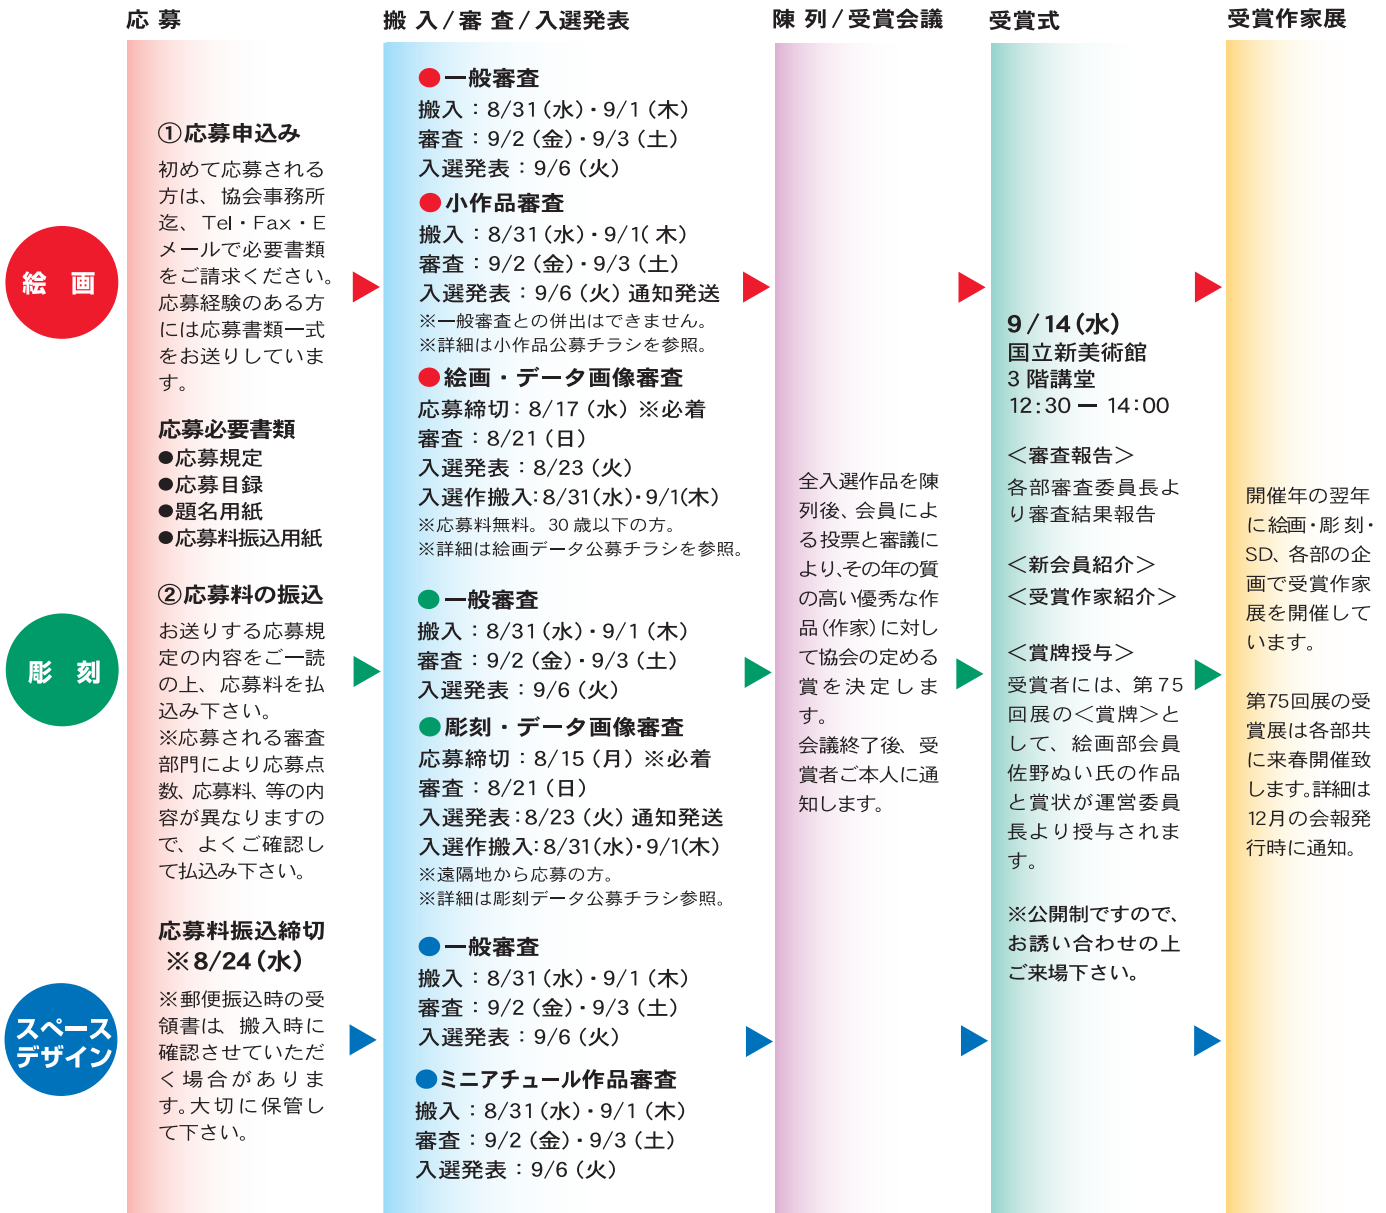 応 募
①応募申込み
初めて応募される
方は、協会事務所
迄、Tel・Fax・E
メールで必要書類
をご請求ください。
応募経験のある方
には応募書類一式
をお送りしていま
す。
応募必要書類
●応募規定
●応募目録
●題名用紙
●応募料振込用紙
②応募料の振込
お送りする応募規
定の内容をご一読
の上、応募料を払
込み下さい。
※応募される審査
部門により応募点
数、応募料、等の内
容が異なりますの
で、よくご確認し
て払込み下さい。
応募料振込締切
※8/24(水)
※郵便振込時の受
領書は、搬入時に
確認させていただ
く場合がありま
す。大切に保管し
て下さい。
絵 画
彫 刻
スペース
デザイン
搬 入/審 査/入選発表
●一般審査
搬入：8/31(水)・9/1(木)
審査：9/2(金)・9/3(土)
入選発表：9/6(火)
●小作品審査
搬入：8/31(水)・9/1( 木)
審査：9/2(金)・9/3(土)
入選発表：9/6(火)通知発送
※一般審査との併出はできません。
※詳細は小作品公募チラシを参照。
●絵画・データ画像審査
応募締切：8/17(水)※必着
審査：8/21(日)
入選発表：8/23(火)
入選作搬入：8/31(水)・9/1(木)
※応募料無料。30歳以下の方。
※詳細は絵画データ公募チラシを参照。
●一般審査
搬入：8/31(水)・9/1(木)
審査：9/2(金)・9/3(土)
入選発表：9/6(火)
●彫刻・データ画像審査
応募締切：8/15(月)※必着
審査：8/21(日)
入選発表：8/23(火)通知発送
入選作搬入：8/31(水)・9/1(木)
※遠隔地から応募の方。
※詳細は彫刻データ公募チラシ参照。
●一般審査
搬入：8/31(水)・9/1(木)
審査：9/2(金)・9/3(土)
入選発表：9/6(火)
●ミニアチュール作品審査
搬入：8/31(水)・9/1(木)
審査：9/2(金)・9/3(土)
入選発表：9/6(火)
陳 列/受賞会議
全入選作品を陳
列後、会員によ
る投票と審議に
より、その年の質
の高い優秀な作
品(作家)に対し
て協会の定める
賞を決定しま
す。
会議終了後、受
賞者ご本人に通
知します。
受賞式
9/14(水)
国立新美術館
3階講堂
12:30 ー 14:00
＜審査報告＞
各部審査委員長よ
り審査結果報告
＜新会員紹介＞
＜受賞作家紹介＞
＜賞牌授与＞
受賞者には、第75
回展の＜賞牌＞と
して、絵画部会員
佐野ぬい氏の作品
と賞状が運営委員
長より授与されま
す。
※公開制ですので、
お誘い合わせの上
ご来場下さい。
受賞作家展
開催年の翌年
に絵画・彫刻・
SD、各部の企
画で受賞作家
展を開催して
います。
第75回展の受
賞展は各部共
に来春開催致
します。詳細は
12月の会報発
行時に通知。